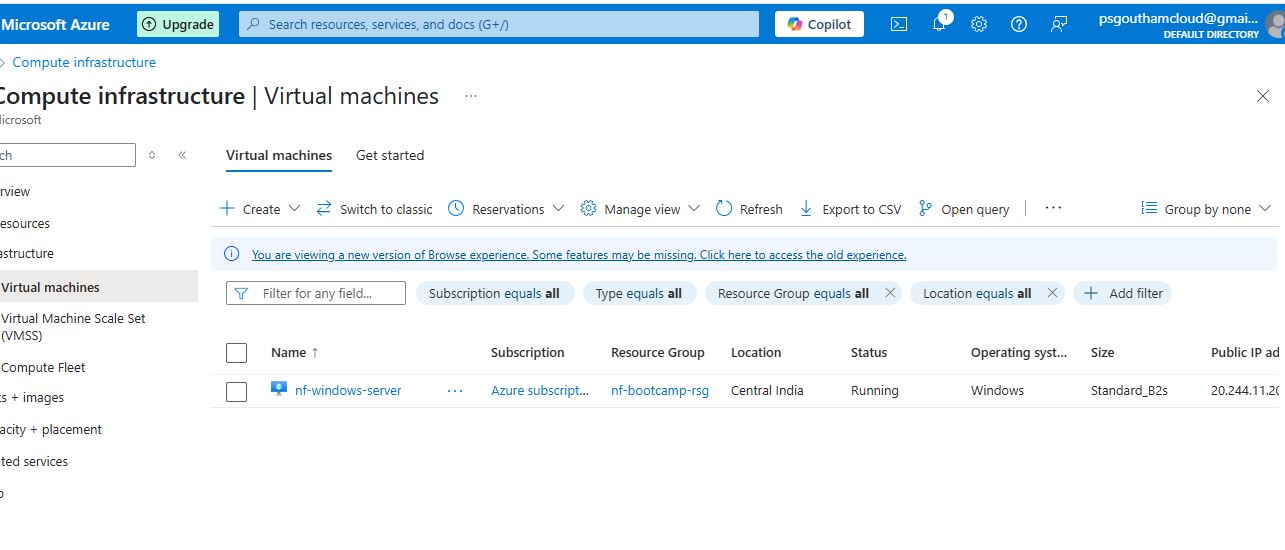 Microsoft Azure Upgrade Search resources, services, and docs (G+/) Copilot 1 psgouthamcloud@gmai...
DEFAULT DIRECTORY
Compute infrastructure
Compute infrastructure | Virtual machines ...
Microsoft
ch Virtual machines Get started
rview
esources
Create Switch to classic Reservations Manage view Refresh Export to CSV Open query ... Group by none
astructure
You are viewing a new version of Browse experience. Some features may be missing. Click here to access the old experience.
Virtual machines
Filter for any field... Subscription equals all Type equals all Resource Group equals all Location equals all Add filter
Virtual Machine Scale Set
(VMSS)
Compute Fleet
Name ↑ Subscription Resource Group Location Status Operating syst... Size Public IP ad
nf-windows-server ... Azure subscript... nf-bootcamp-rsg Central India Running Windows Standard_B2s 20.244.11.20
s + images
acity + placement
ted services